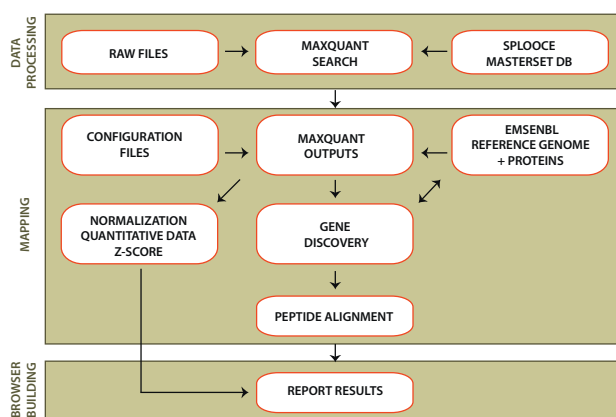 DATA
PROCESSING
RAW FILES
MAXQUANT
SEARCH
SPLOOCE
MASTERSET DB
MAPPING
CONFIGURATION
FILES
MAXQUANT
OUTPUTS
EMSENBL
REFERENCE GENOME
+ PROTEINS
NORMALIZATION
QUANTITATIVE DATA
Z-SCORE
GENE
DISCOVERY
PEPTIDE ALIGNMENT
BROWSER
BUILDING
REPORT RESULTS